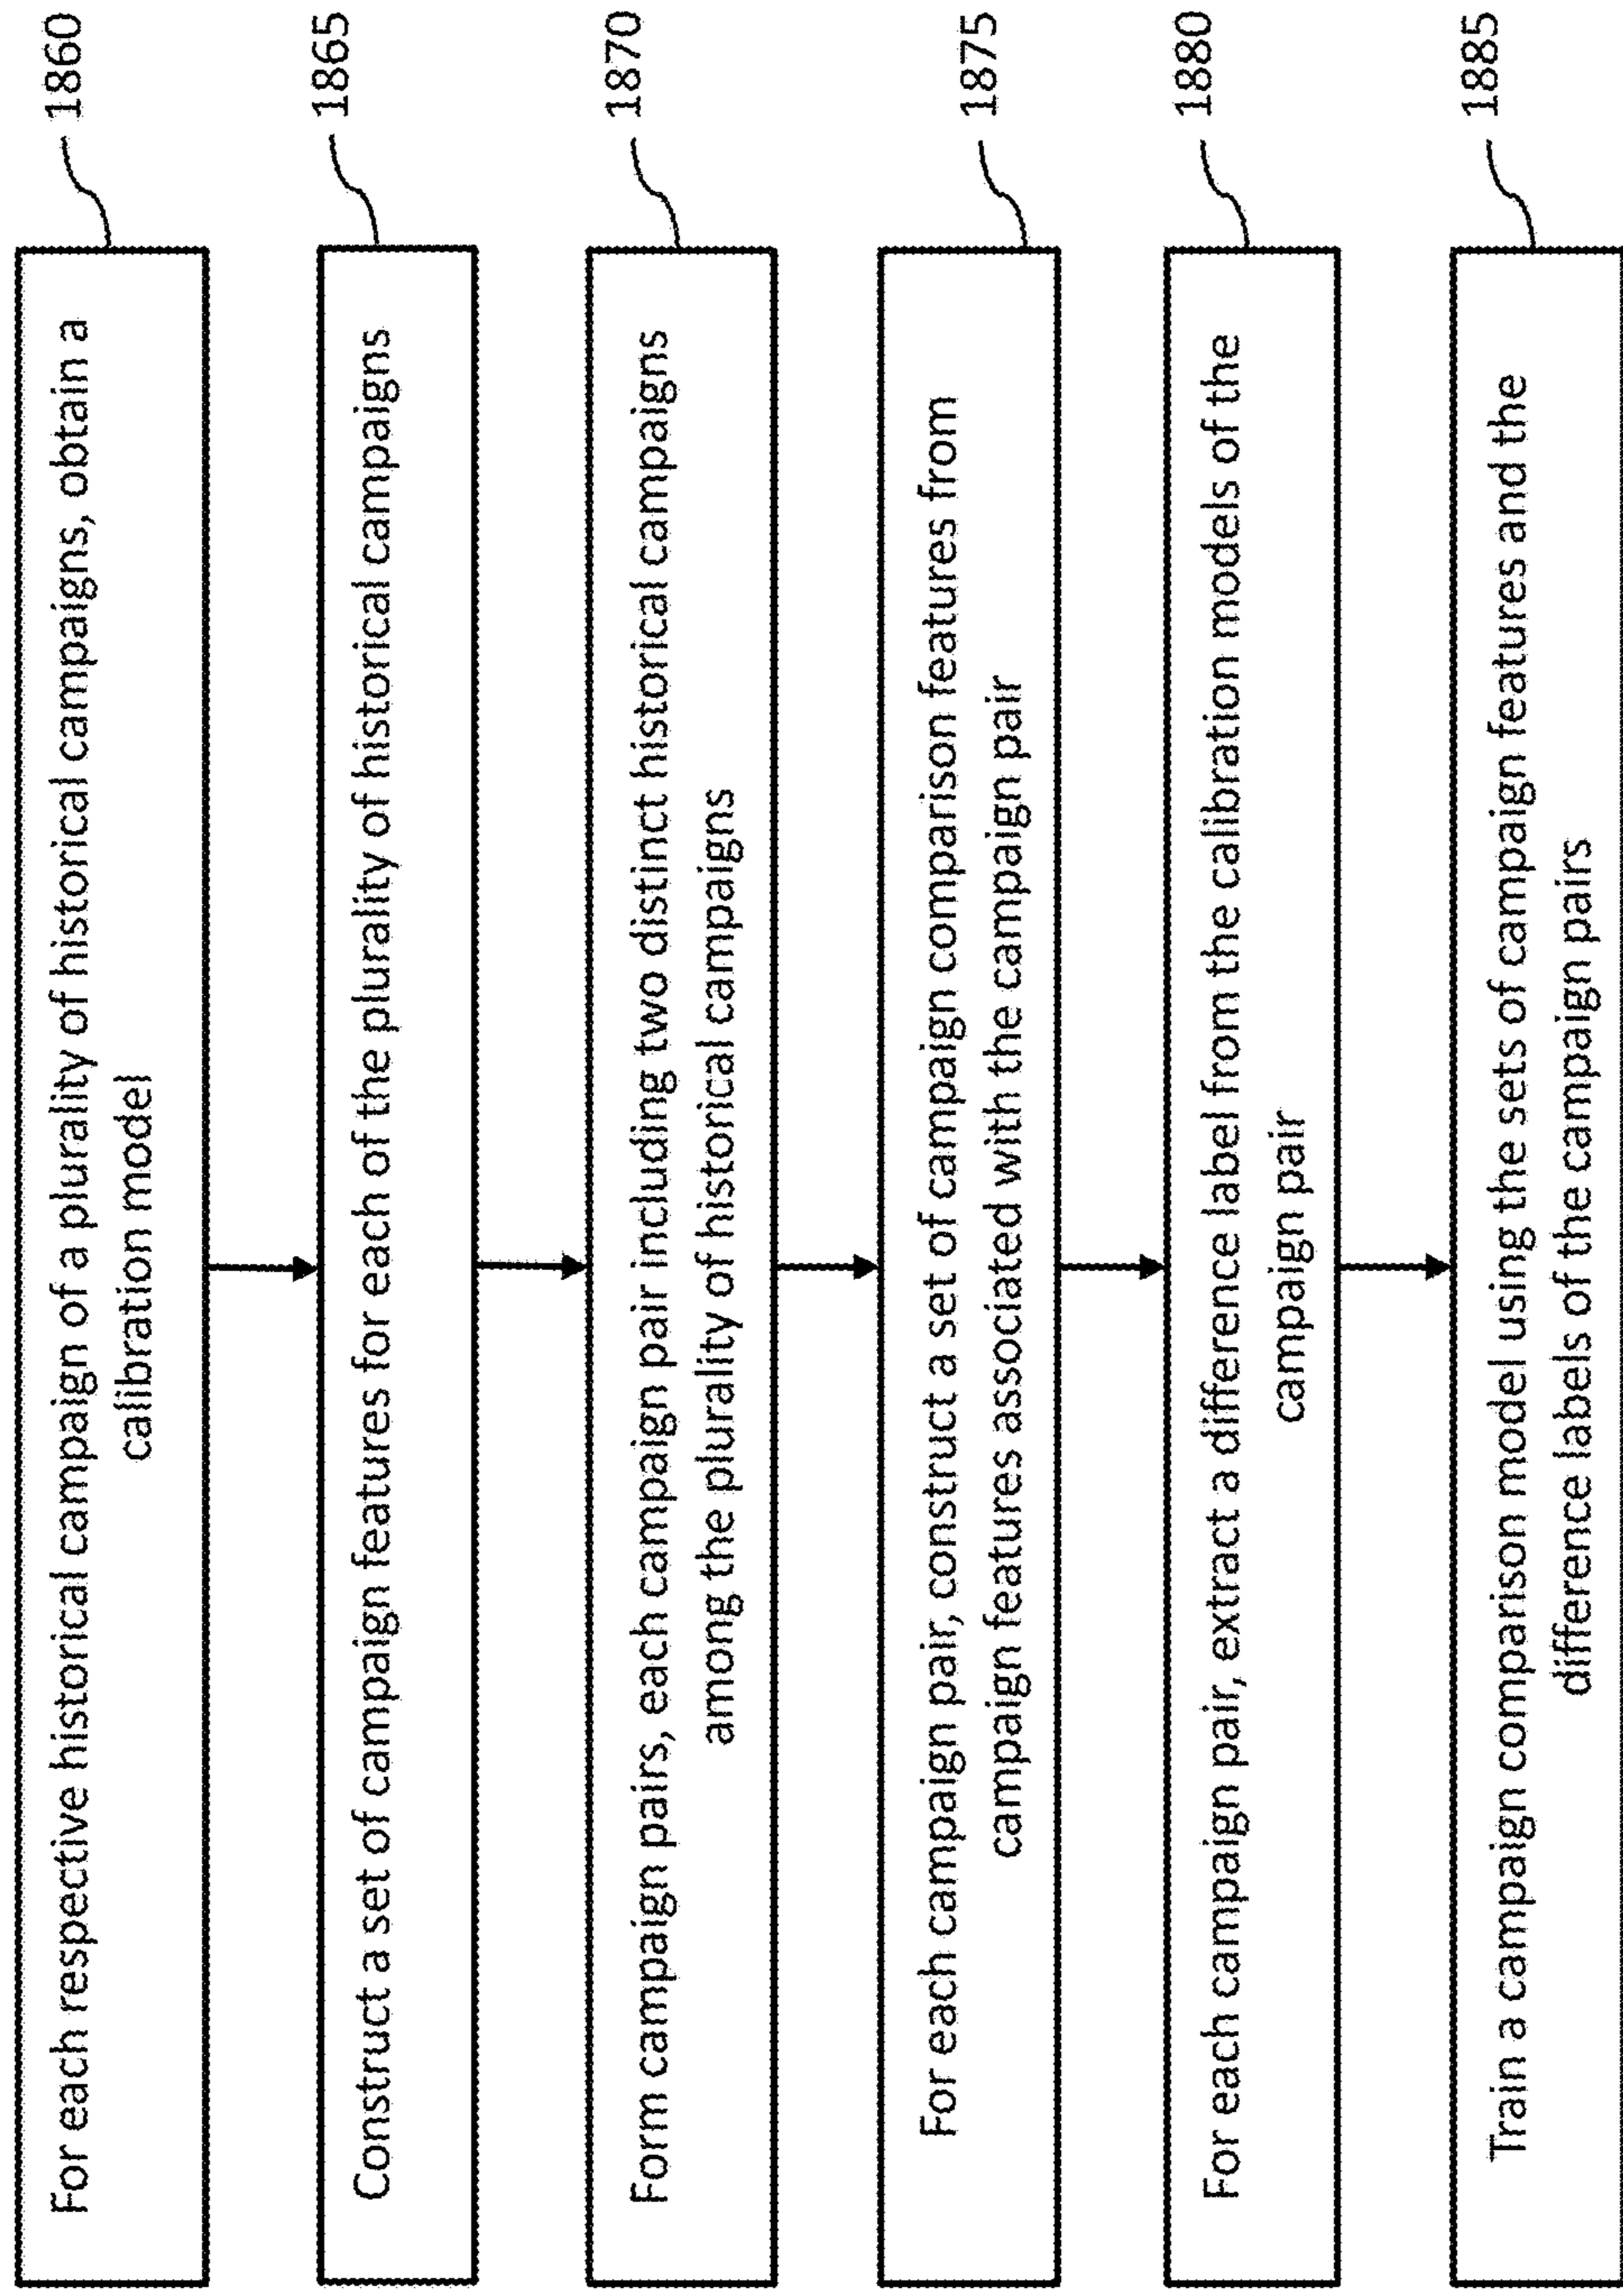 For each respective historical campaign of a plurality of historical campaigns, obtain a
calibration model
1860
Construct a set of campaign features for each of the plurality of historical campaigns
1865
Form campaign pairs, each campaign pair including two distinct historical campaigns
among the plurality of historical campaigns
1870
For each campaign pair, construct a set of campaign comparison features from
campaign features associated with the campaign pair
1875
For each campaign pair, extract a difference label from the calibration models of the
campaign pair
1880
Train a campaign comparison model using the sets of campaign features and the
difference labels of the campaign pairs
1885